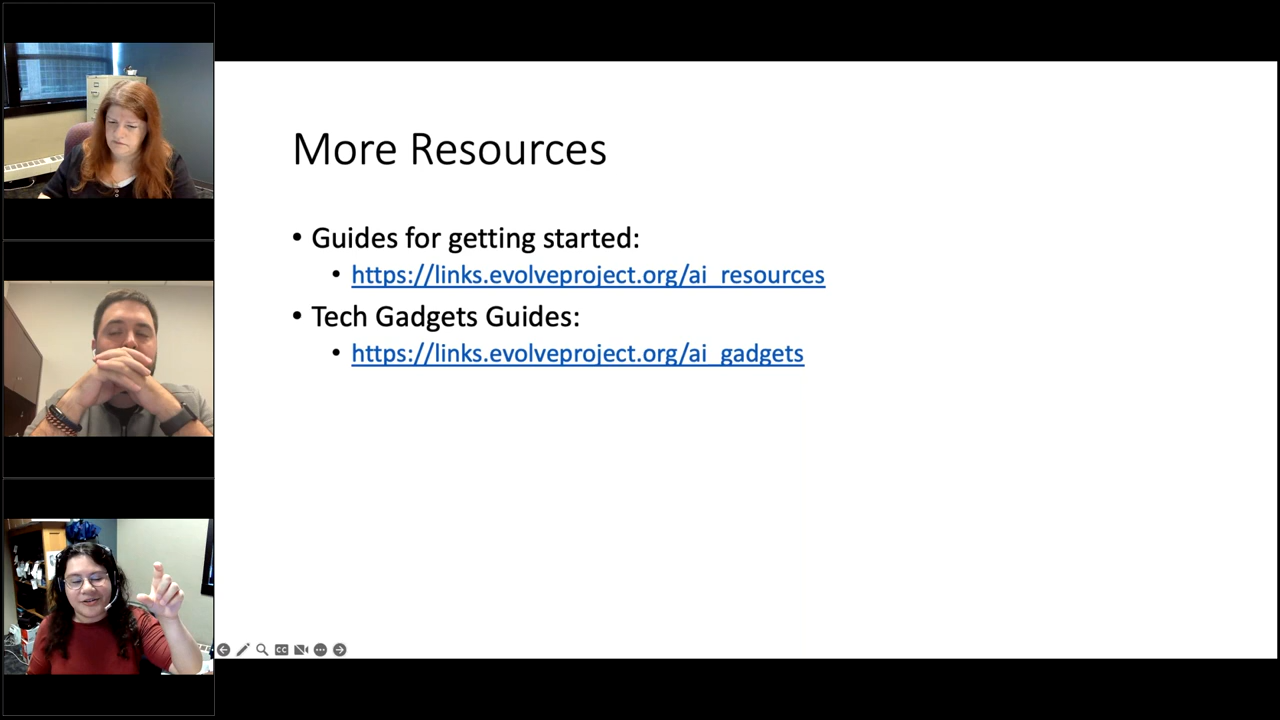 More Resources
• Guides for getting started:
• https://links.evolveproject.org/ai_resources
• Tech Gadgets Guides:
• https://links.evolveproject.org/ai_gadgets
CC